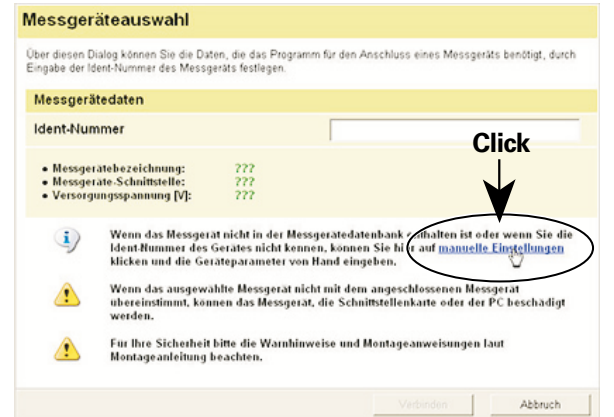 Messgeräteauswahl
Über diesen Dialog können Sie die Daten, die das Programm für den Anschluss eines Messgeräts benötigt, durch
Eingabe der Ident-Nummer des Messgeräts festlegen.
Messgerätedaten
Ident-Nummer
Click
• Messgerätebezeichnung: ???
• Messgeräte-Schnittstelle: ???
• Versorgungsspannung [V]: ???
Wenn das Messgerät nicht in der Messgerätedatenbank enthalten ist oder wenn Sie die
Ident-Nummer des Gerätes nicht kennen, können Sie hier auf manuelle Einstellungen
klicken und die Geräteparameter von Hand eingeben.
Wenn das ausgewählte Messgerät nicht mit dem angeschlossenen Messgerät
übereinstimmt, können das Messgerät, die Schnittstellenkarte oder der PC beschädigt
werden.
Für Ihre Sicherheit bitte die Warnhinweise und Montageanweisungen laut
Montageanleitung beachten.
Verbinden
Abbruch